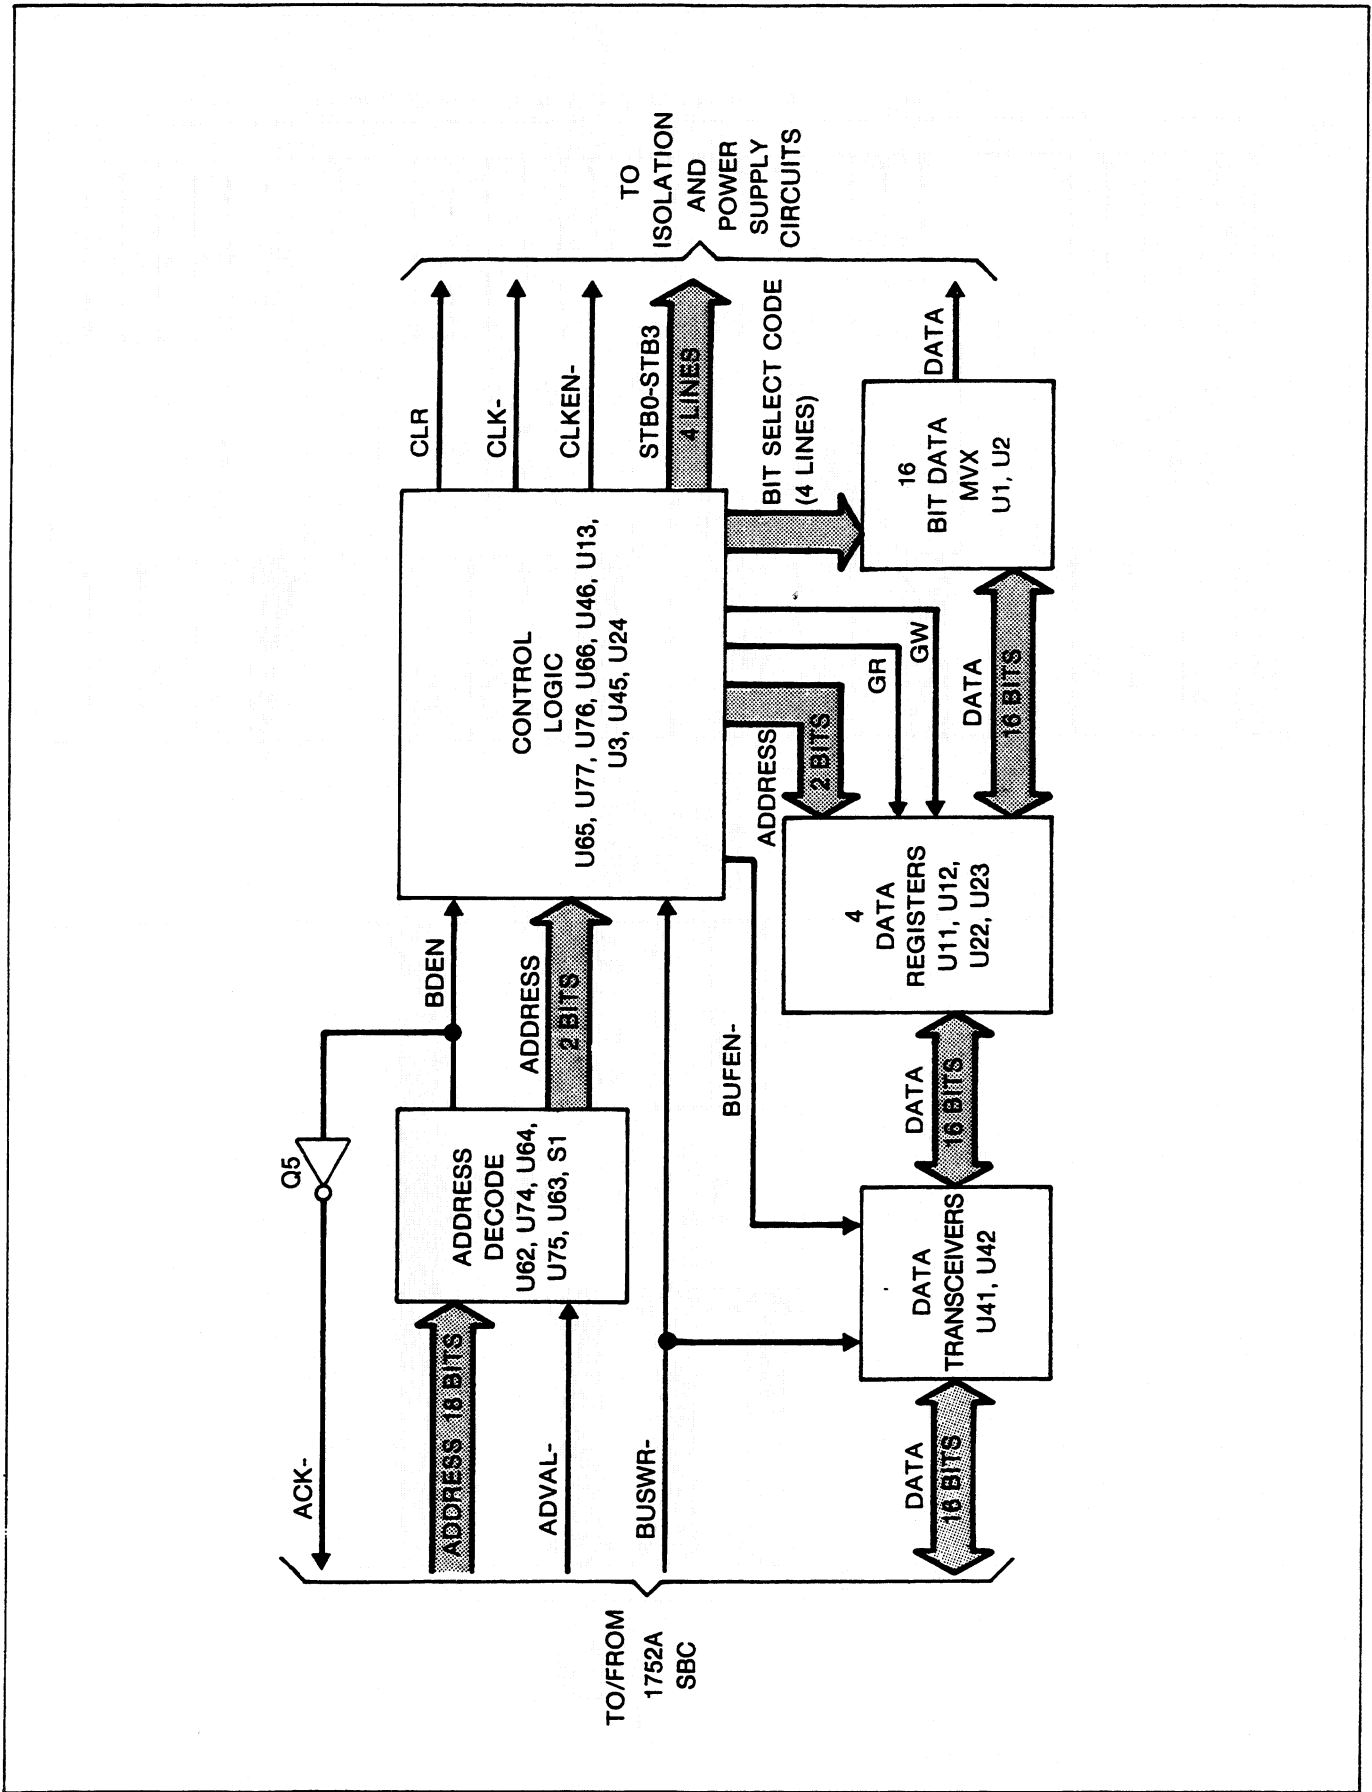 ACK-
Q5
ADDRESS 18 BITS
ADVAL-
BUSWR-
TO/FROM
1752A
SBC
ADDRESS
DECODE
U62, U74, U64,
U75, U63, S1
BDEN
ADDRESS
2 BITS
CONTROL
LOGIC
U65, U77, U76, U66, U46, U13,
U3, U45, U24
CLR
CLK-
CLKEN-
STB0-STB3
4 LINES
TO
ISOLATION
AND
POWER
SUPPLY
CIRCUITS
BIT SELECT CODE
(4 LINES)
BUFEN-
ADDRESS
2 BITS
GR
GW
DATA
16 BITS
DATA
TRANSCEIVERS
U41, U42
DATA
16 BITS
4
DATA
REGISTERS
U11, U12,
U22, U23
DATA
16 BITS
16
BIT DATA
MVX
U1, U2
DATA